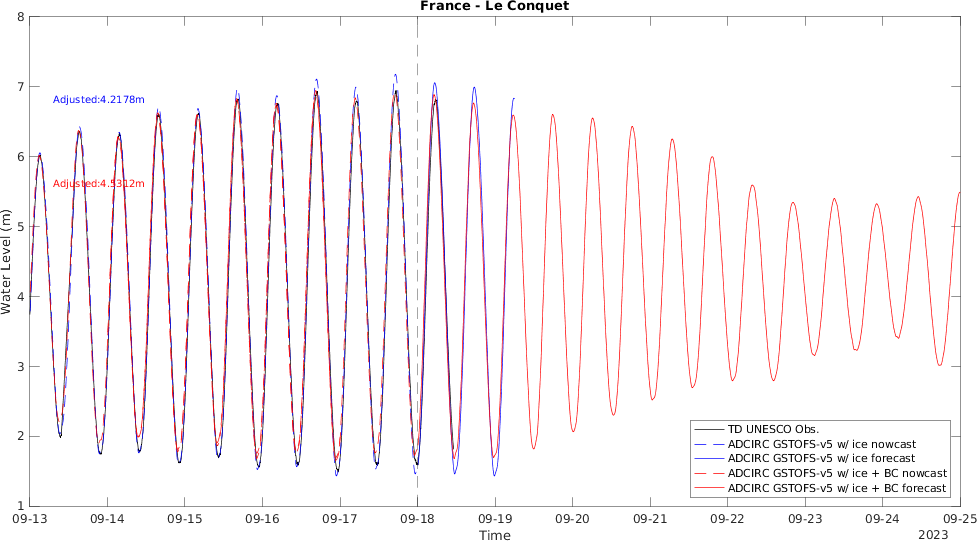 France - Le Conquet
8
7
6
5
4
3
2
1
Water Level (m)
Adjusted:4.2178m
Adjusted:4.5312m
TD UNESCO Obs.
ADCIRC GSTOFS-v5 w/ ice nowcast
ADCIRC GSTOFS-v5 w/ ice forecast
ADCIRC GSTOFS-v5 w/ ice + BC nowcast
ADCIRC GSTOFS-v5 w/ ice + BC forecast
09-13 09-14 09-15 09-16 09-17 09-18 09-19 09-20 09-21 09-22 09-23 09-24 09-25
Time
2023